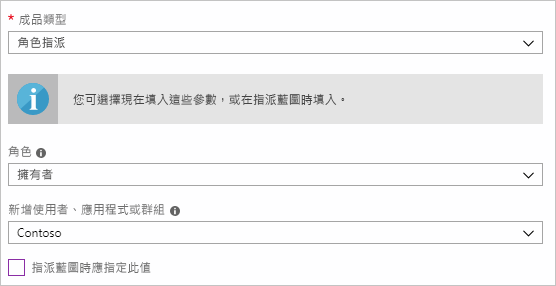 * 成品類型
角色指派
您可選擇現在填入這些參數，或在指派藍圖時填入。
角色
擁有者
新增使用者、應用程式或群組
Contoso
指派藍圖時應指定此值